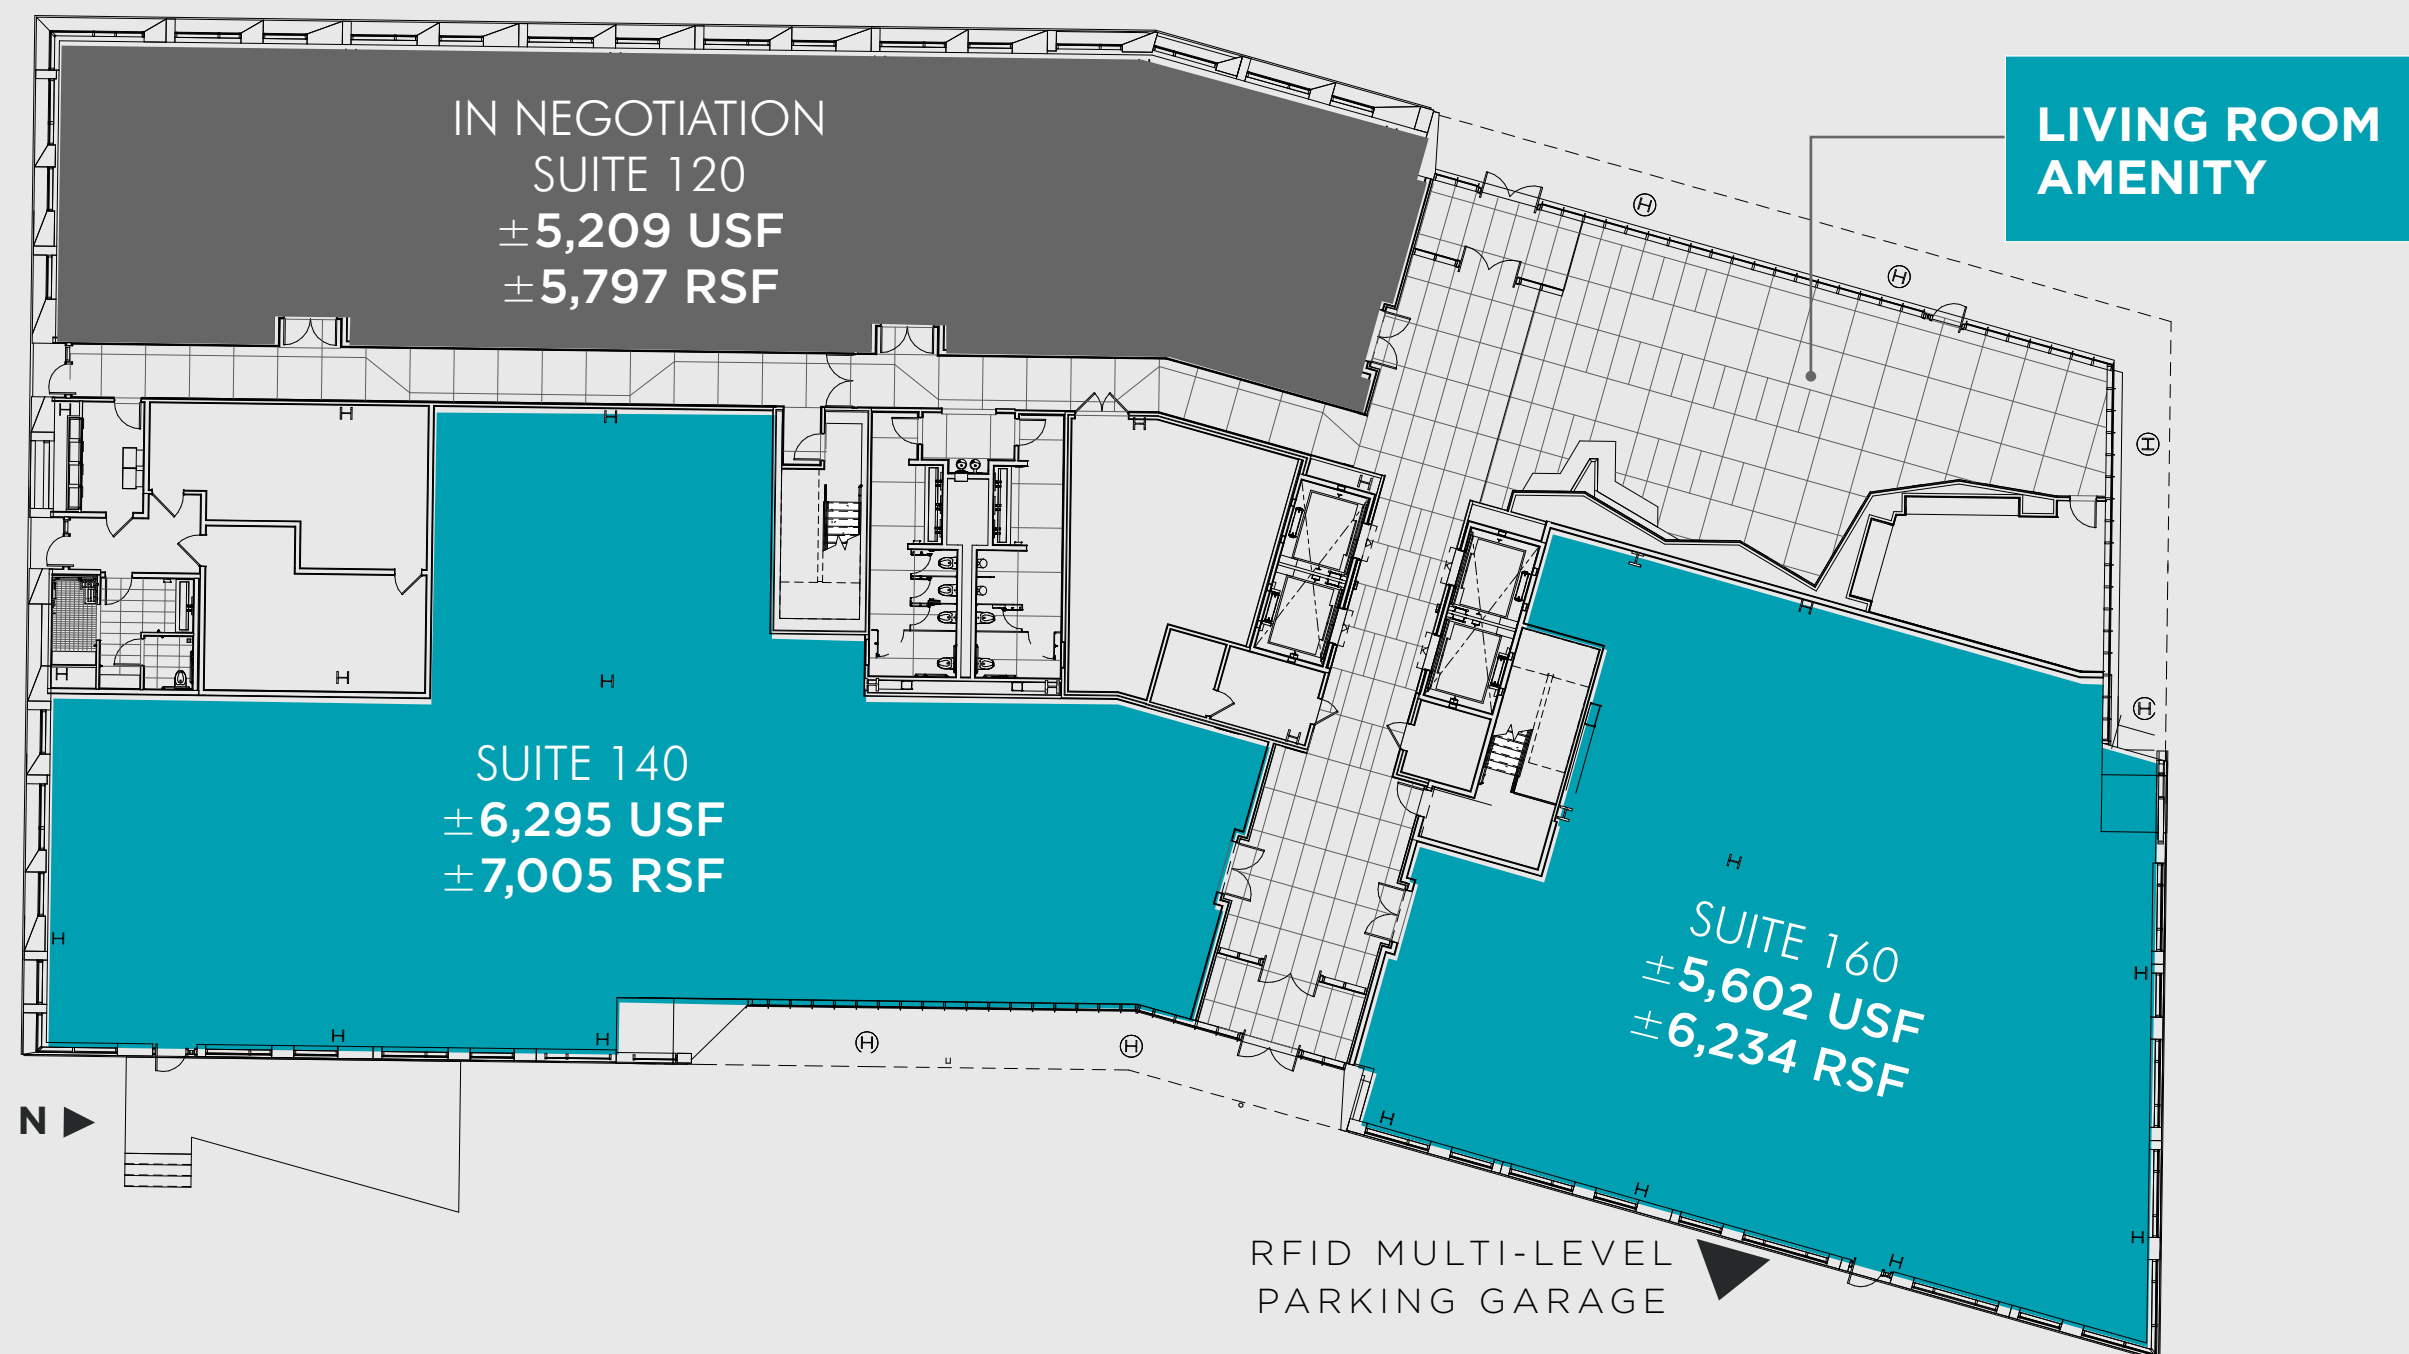 IN NEGOTIATION
SUITE 120
±5,209 USF
±5,797 RSF
LIVING ROOM
AMENITY
SUITE 140
±6,295 USF
±7,005 RSF
SUITE 160
±5,602 USF
±6,234 RSF
N
RFID MULTI-LEVEL
PARKING GARAGE